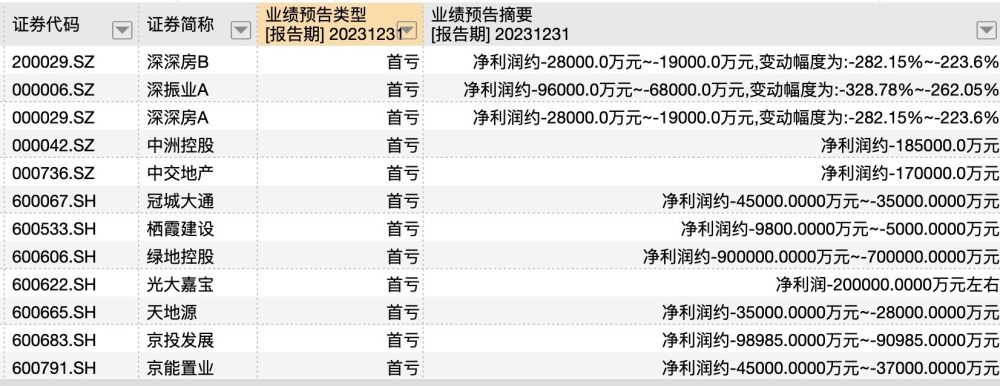 证券代码 证券简称 业绩预告类型 业绩预告摘要
[报告期] 20231231 [报告期] 20231231
200029.SZ 深深房B 首亏 净利润约-28000.0万元~-19000.0万元,变动幅度为:-282.15%~-223.6%
000006.SZ 深振业A 首亏 净利润约-96000.0万元~-68000.0万元,变动幅度为:-328.78%~-262.05%
000029.SZ 深深房A 首亏 净利润约-28000.0万元~-19000.0万元,变动幅度为:-282.15%~-223.6%
000042.SZ 中洲控股 首亏 净利润约-185000.0万元
000736.SZ 中交地产 首亏 净利润约-170000.0万元
600067.SH 冠城大通 首亏 净利润约-45000.0000万元~-35000.0000万元
600533.SH 栖霞建设 首亏 净利润约-9800.0000万元~-5000.0000万元
600606.SH 绿地控股 首亏 净利润约-900000.0000万元~-700000.0000万元
600622.SH 光大嘉宝 首亏 净利润-200000.0000万元左右
600665.SH 天地源 首亏 净利润约-35000.0000万元~-28000.0000万元
600683.SH 京投发展 首亏 净利润约-98985.0000万元~-90985.0000万元
600791.SH 京能置业 首亏 净利润约-45000.0000万元~-37000.0000万元